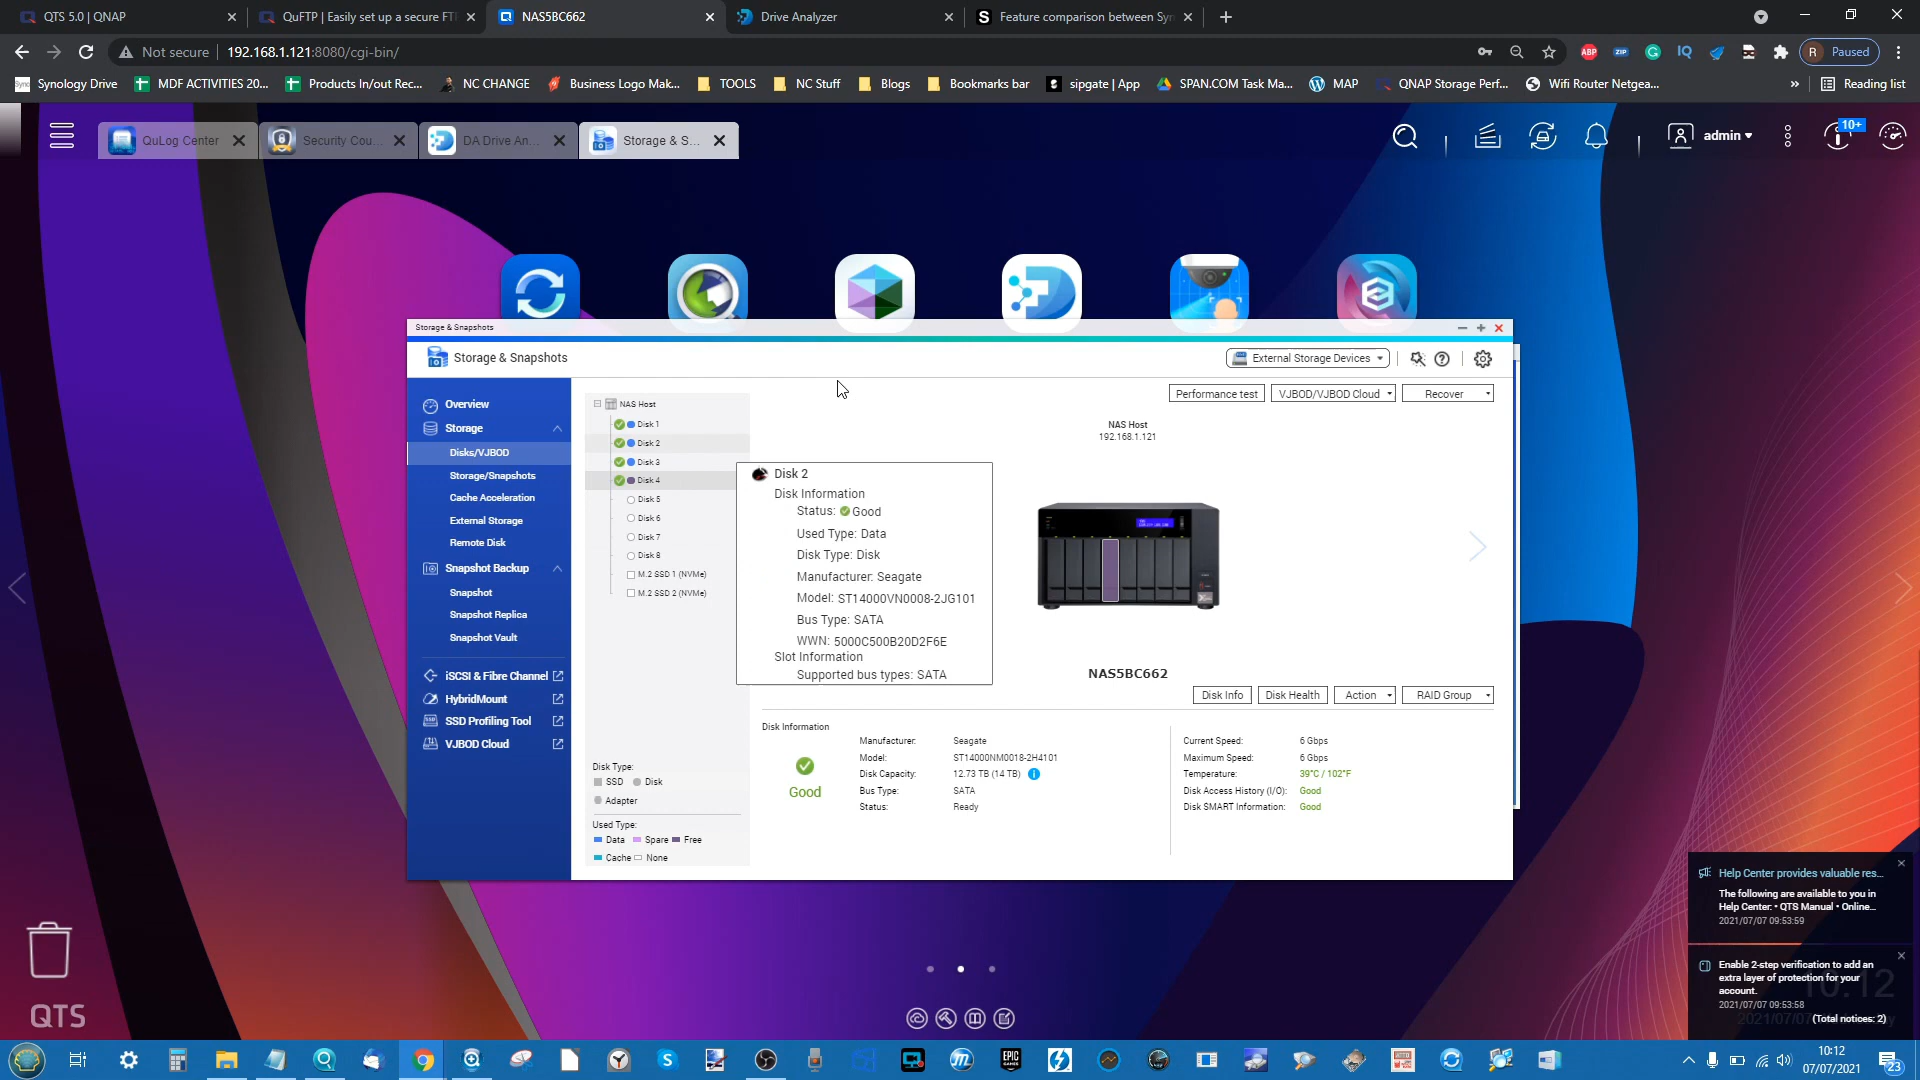 QTS 5.0 | QNAP
QuFTP | Easily set up a secure FT
NAS5BC662
Drive Analyzer
Feature comparison between Syn
Not secure
192.168.1.121:8080/cgi-bin/
ABP
ZIP
IQ
R
Paused
Synology Drive
MDF ACTIVITIES 20...
Products In/out Rec...
NC CHANGE
Business Logo Mak...
TOOLS
NC Stuff
Blogs
Bookmarks bar
sipgate | App
SPAN.COM Task Ma...
MAP
QNAP Storage Perf...
Wifi Router Netgea...
»
Reading list
QuLog Center
Security Cou...
DA Drive An...
Storage & S...
admin
10+
Storage & Snapshots
Storage & Snapshots
External Storage Devices
Overview
Storage
Disks/VJBOD
Storage/Snapshots
Cache Acceleration
External Storage
Remote Disk
Snapshot Backup
Snapshot
Snapshot Replica
Snapshot Vault
iSCSI & Fibre Channel
HybridMount
SSD Profiling Tool
VJBOD Cloud
NAS Host
Disk 1
Disk 2
Disk 3
Disk 4
Disk 5
Disk 6
Disk 7
Disk 8
M.2 SSD 1 (NVMe)
M.2 SSD 2 (NVMe)
Disk Type:
SSD
Disk
Adapter
Used Type:
Data
Spare
Free
Cache
None
Performance test
VJBOD/VJBOD Cloud
Recover
NAS Host
192.168.1.121
Disk 2
Disk Information
Status: Good
Used Type: Data
Disk Type: Disk
Manufacturer: Seagate
Model: ST14000VN0008-2JG101
Bus Type: SATA
WWN: 5000C500B20D2F6E
Slot Information
Supported bus types: SATA
NAS5BC662
Disk Info
Disk Health
Action
RAID Group
Disk Information
Good
Manufacturer: Seagate
Model: ST14000NM0018-2H4101
Disk Capacity: 12.73 TB (14 TB)
Bus Type: SATA
Status: Ready
Current Speed: 6 Gbps
Maximum Speed: 6 Gbps
Temperature: 39°C / 102°F
Disk Access History (I/O): Good
Disk SMART Information: Good
Help Center provides valuable res...
The following are available to you in
Help Center: • QTS Manual • Online...
2021/07/07 09:53:59
Enable 2-step verification to add an
extra layer of protection for your
account.
2021/07/07 09:53:58
(Total notices: 2)
10:12
2021/07/07
QTS
EPIC GAMES
10:12
07/07/2021
23